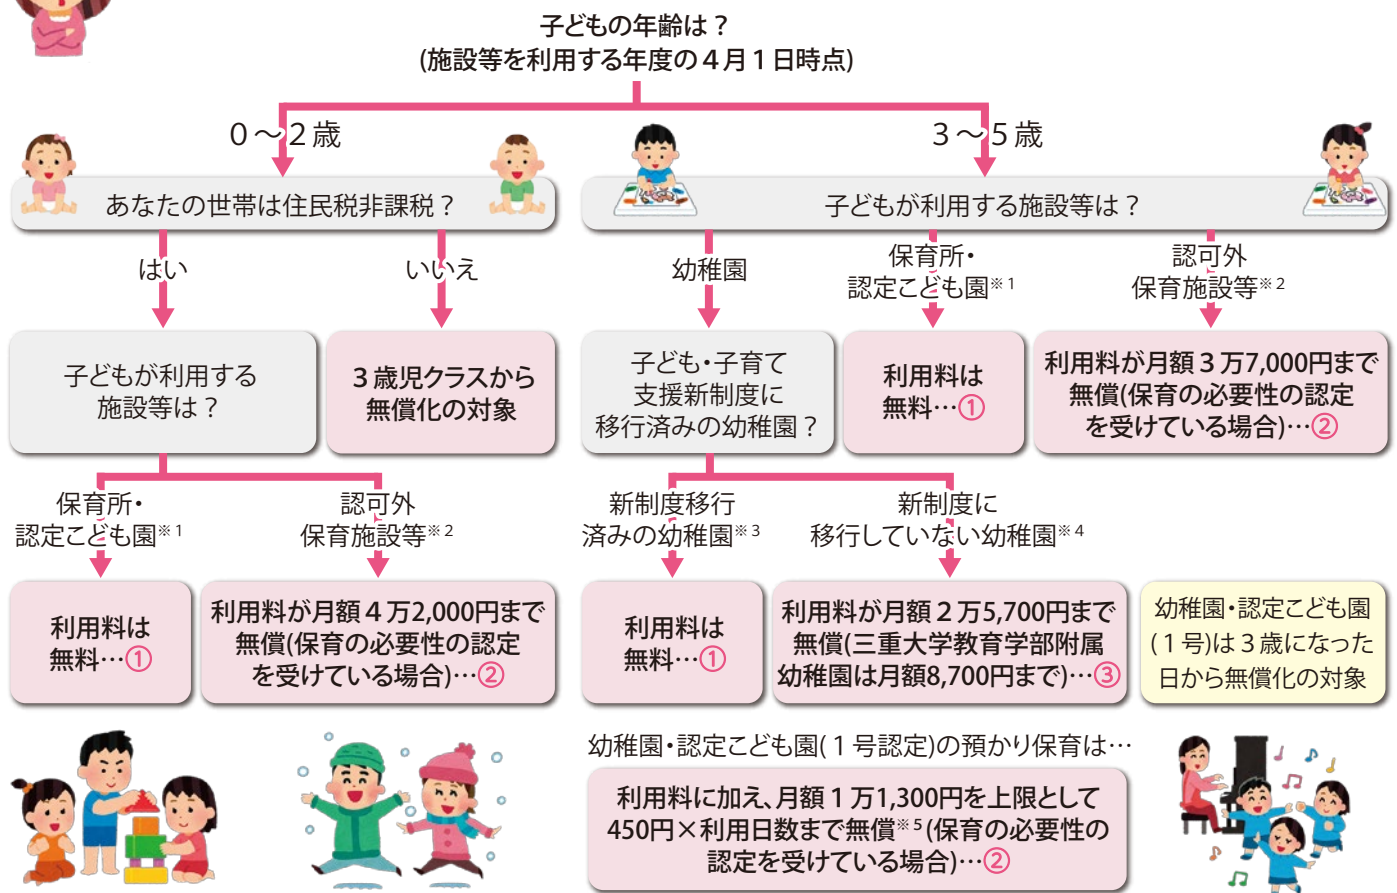 子どもの年齢は？
(施設等を利用する年度の４月１日時点)
０～２歳
３～５歳
あなたの世帯は住民税非課税？
子どもが利用する施設等は？
はい
いいえ
幼稚園
保育所・
認定こども園※1
認可外
保育施設等※2
子どもが利用する
施設等は？
３歳児クラスから
無償化の対象
子ども・子育て
支援新制度に
移行済みの幼稚園？
利用料は
無料…①
利用料が月額３万7,000円まで
無償(保育の必要性の認定
を受けている場合)…②
保育所・
認定こども園※1
認可外
保育施設等※2
新制度移行
済みの幼稚園※3
新制度に
移行していない幼稚園※4
利用料は
無料…①
利用料が月額４万2,000円まで
無償(保育の必要性の認定
を受けている場合)…②
利用料は
無料…①
利用料が月額２万5,700円まで
無償(三重大学教育学部附属
幼稚園は月額8,700円まで)…③
幼稚園・認定こども園
(１号)は３歳になった
日から無償化の対象
幼稚園・認定こども園(１号認定)の預かり保育は…
利用料に加え、月額１万1,300円を上限として
450円×利用日数まで無償※5(保育の必要性の
認定を受けている場合)…②